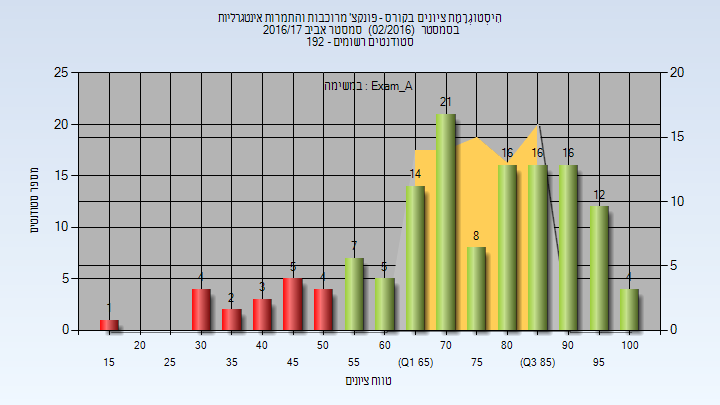 היסטוגרמת ציונים בקורס - פונקצ' מרוכבות והתמרות אינטגרליות
בסמסטר (02/2016) סמסטר אביב 2016/17
סטודנטים רשומים - 192
במשימה : Exam_A
מספר סטודנטים
25 20 15 10 5 0
20 15 10 5 0
1 4 2 3 5 4 7 5 14 21 8 16 16 16 12 4
20 30 40 50 60 70 80 90 100
15 25 35 45 55 (Q1 65) 75 (Q3 85) 95
טווח ציונים